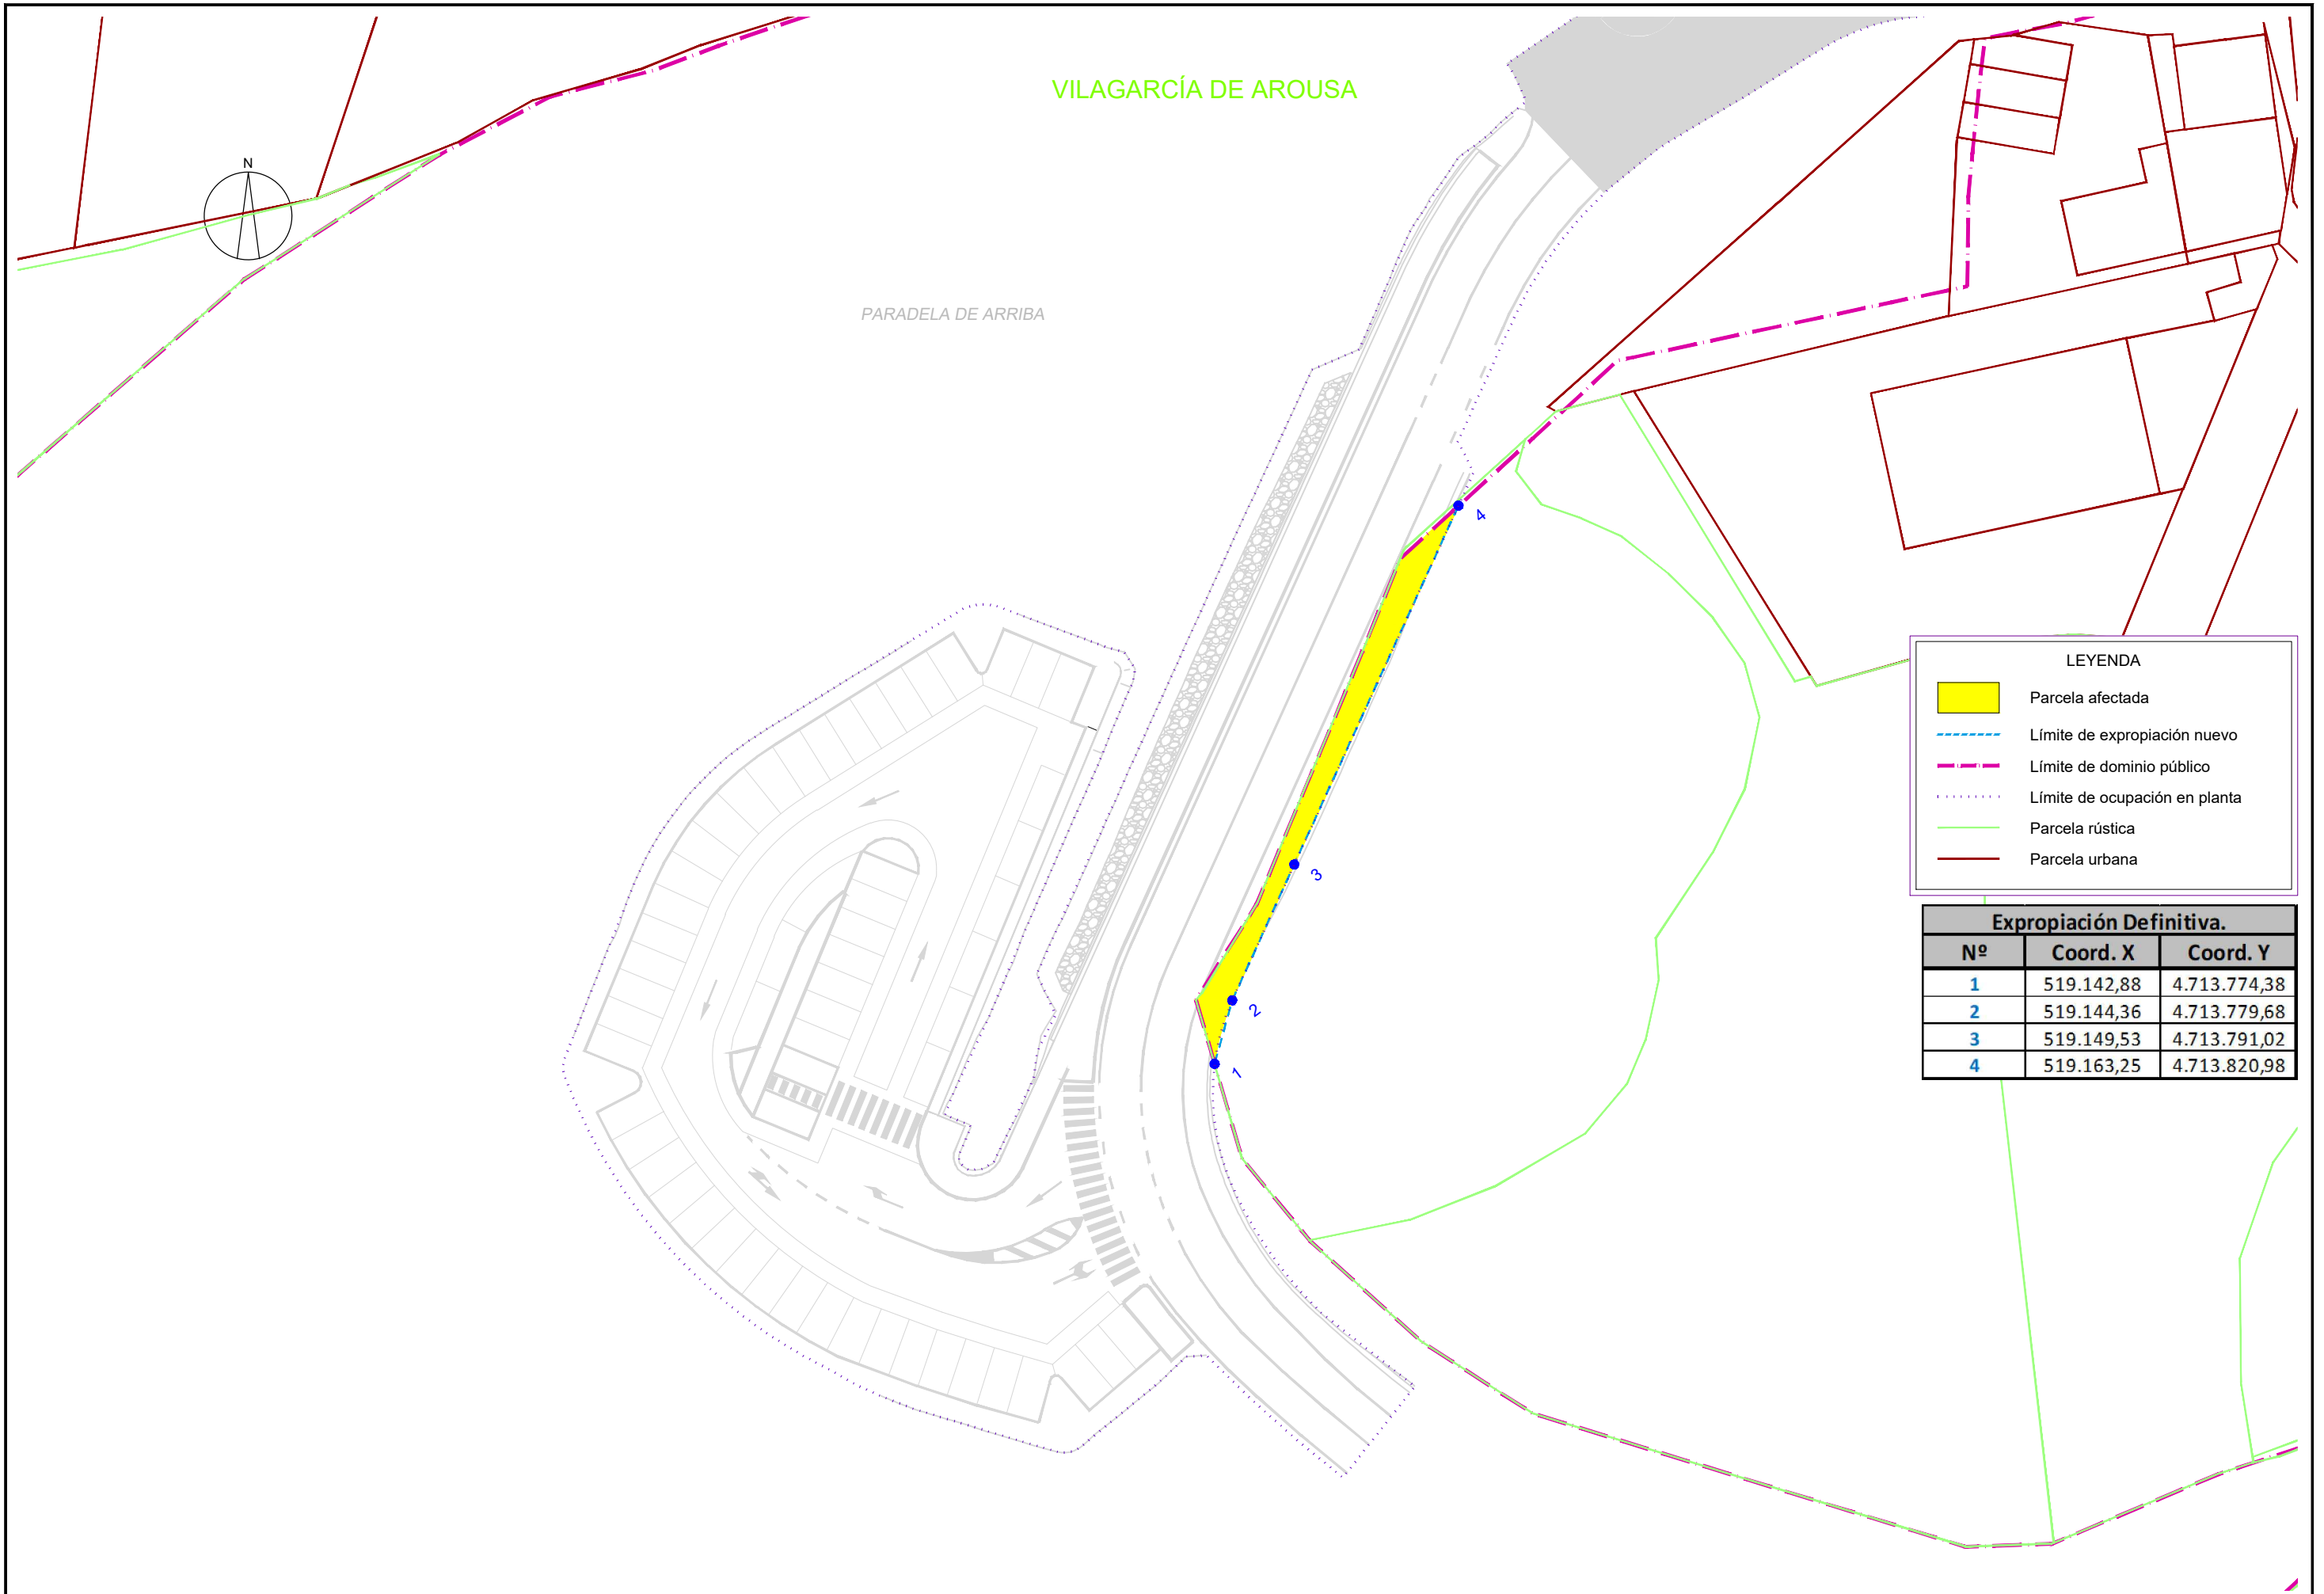 VILAGARCÍA DE AROUSA
N
PARADELA DE ARRIBA
4
3
2
1
LEYENDA
Parcela afectada
Límite de expropiación nuevo
Límite de dominio público
Límite de ocupación en planta
Parcela rústica
Parcela urbana
Expropiación Definitiva.
Nº Coord. X Coord. Y
1 519.142,88 4.713.774,38
2 519.144,36 4.713.779,68
3 519.149,53 4.713.791,02
4 519.163,25 4.713.820,98